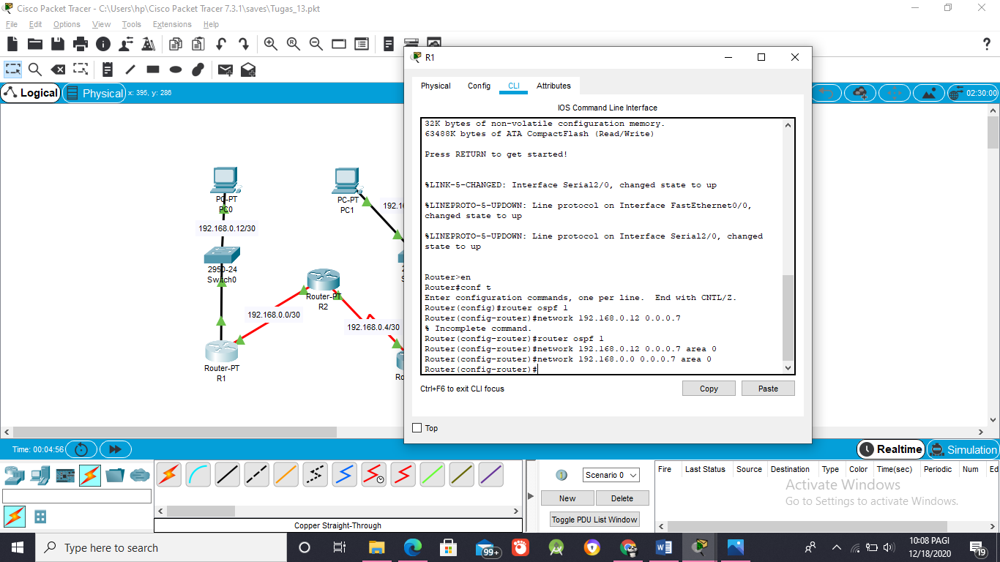 Cisco Packet Tracer - C:\Users\hp\Cisco Packet Tracer 7.3.1\saves\Tugas_13.pkt
File Edit Options View Tools Extensions Help
R1
Physical Config CLI Attributes
Logical
Physical
x: 395, y: 286
02:30:00
IOS Command Line Interface
32K bytes of non-volatile configuration memory.
63488K bytes of ATA CompactFlash (Read/Write)
Press RETURN to get started!
%LINK-5-CHANGED: Interface Serial2/0, changed state to up
%LINEPROTO-5-UPDOWN: Line protocol on Interface FastEthernet0/0,
changed state to up
%LINEPROTO-5-UPDOWN: Line protocol on Interface Serial2/0, changed
state to up
Router>en
Router#conf t
Enter configuration commands, one per line.  End with CNTL/Z.
Router(config)#router ospf 1
Router(config-router)#network 192.168.0.12 0.0.0.7
% Incomplete command.
Router(config-router)#router ospf 1
Router(config-router)#network 192.168.0.12 0.0.0.7 area 0
Router(config-router)#network 192.168.0.0 0.0.0.7 area 0
Router(config-router)#
Ctrl+F6 to exit CLI focus
Copy
Paste
Top
PC-PT
PC0
192.168.0.12/30
2950-24
Switch0
PC-PT
PC1
192.1
Router-PT
R2
192.168.0.0/30
192.168.0.4/30
Router-PT
R1
Ro
Time: 00:04:56
Realtime
Simulation
Scenario 0
New
Delete
Toggle PDU List Window
Fire Last Status Source Destination Type Color Time(sec) Periodic Num Ed
Activate Windows
Go to Settings to activate Windows.
Copper Straight-Through
Type here to search
99+
10:08 PAGI
12/18/2020
19